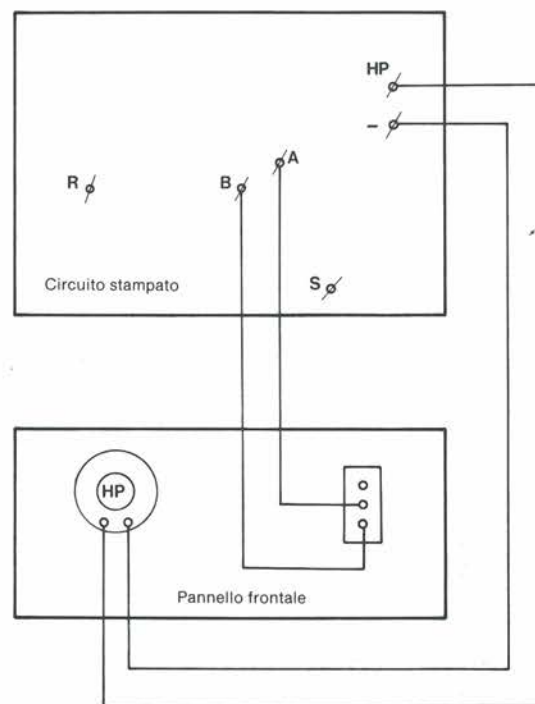 HP
–
A
R
B
S
Circuito stampato
HP
Pannello frontale